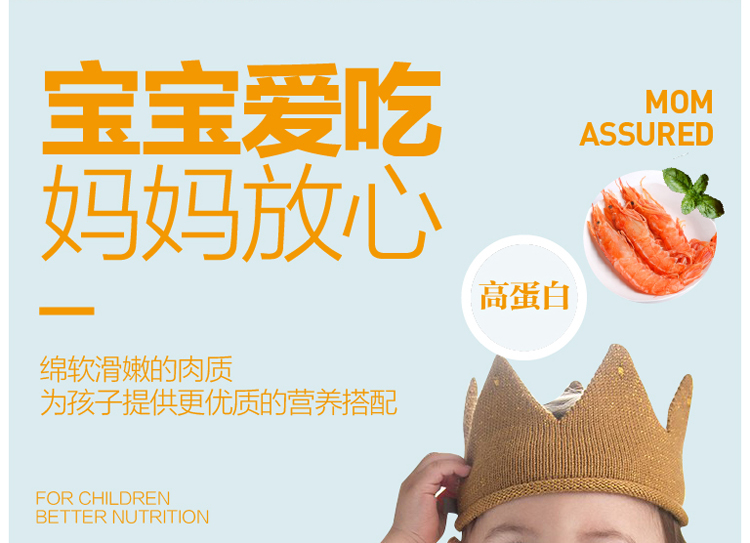 宝宝爱吃
妈妈放心
MOM
ASSURED
高蛋白
绵软滑嫩的肉质
为孩子提供更优质的营养搭配
FOR CHILDREN
BETTER NUTRITION